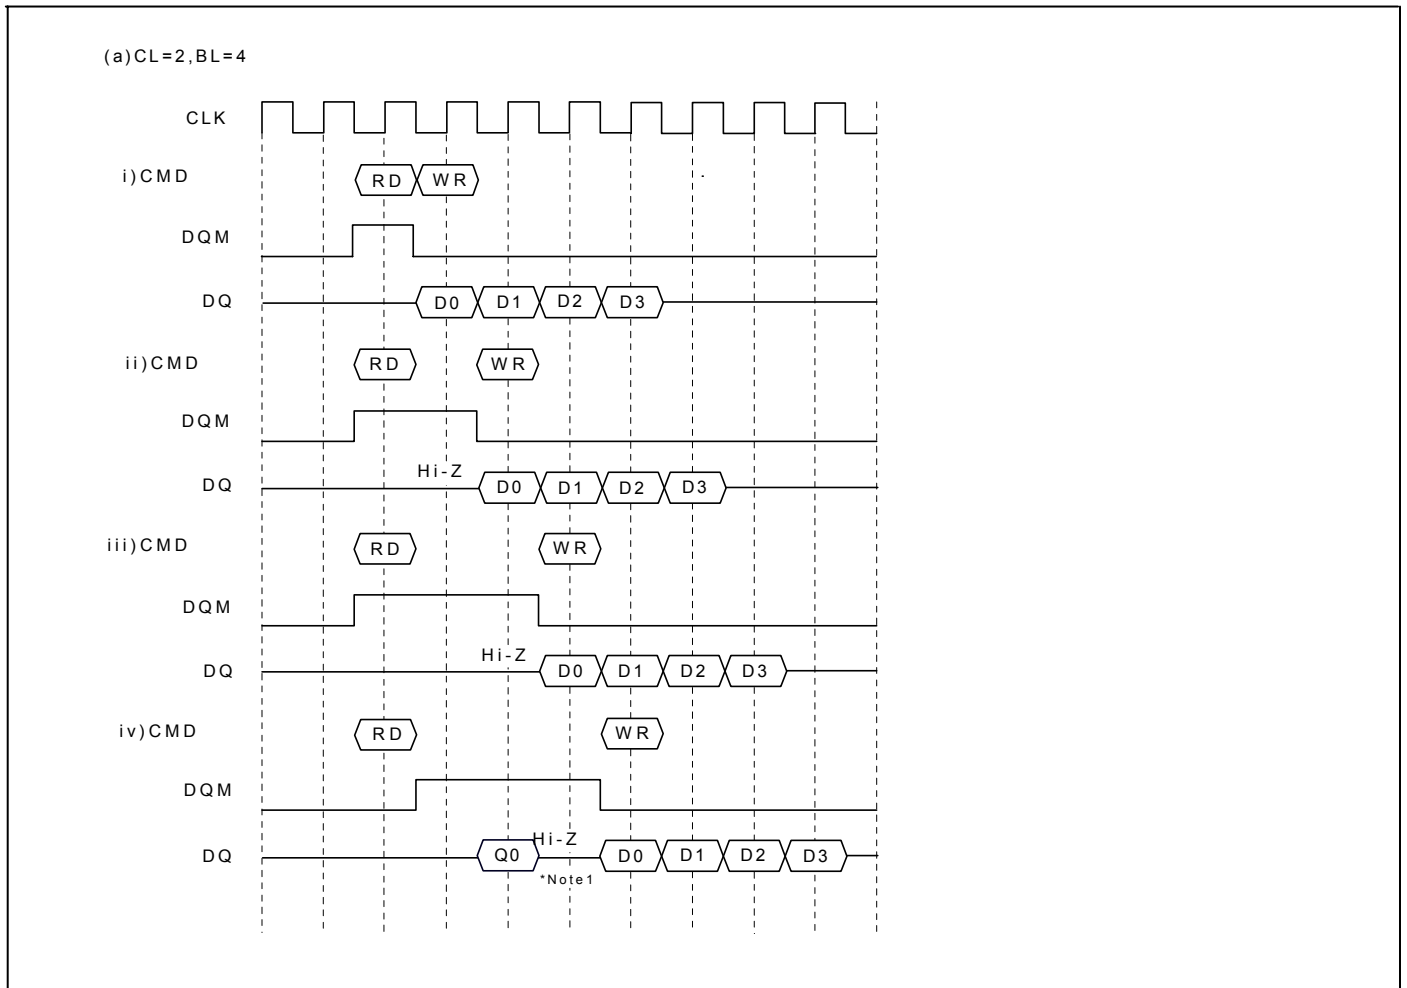 (a)CL=2,BL=4
CLK
i)CMD RD WR
DQM
DQ D0 D1 D2 D3
ii)CMD RD WR
DQM
Hi-Z
DQ D0 D1 D2 D3
iii)CMD RD WR
DQM
Hi-Z
DQ D0 D1 D2 D3
iv)CMD RD WR
DQM
Hi-Z
DQ Q0 D0 D1 D2 D3
*Note1